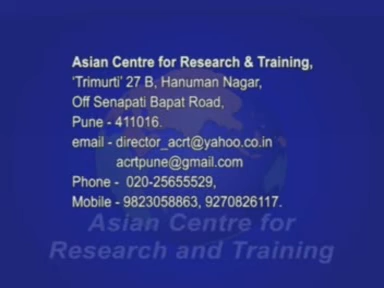 Asian Centre for Research & Training,
‘Trimurti’ 27 B, Hanuman Nagar,
Off Senapati Bapat Road,
Pune - 411016.
email - director_acrt@yahoo.co.in
acrtpune@gmail.com
Phone - 020-25655529,
Mobile - 9823058863, 9270826117.
Asian Centre for
Research and Training